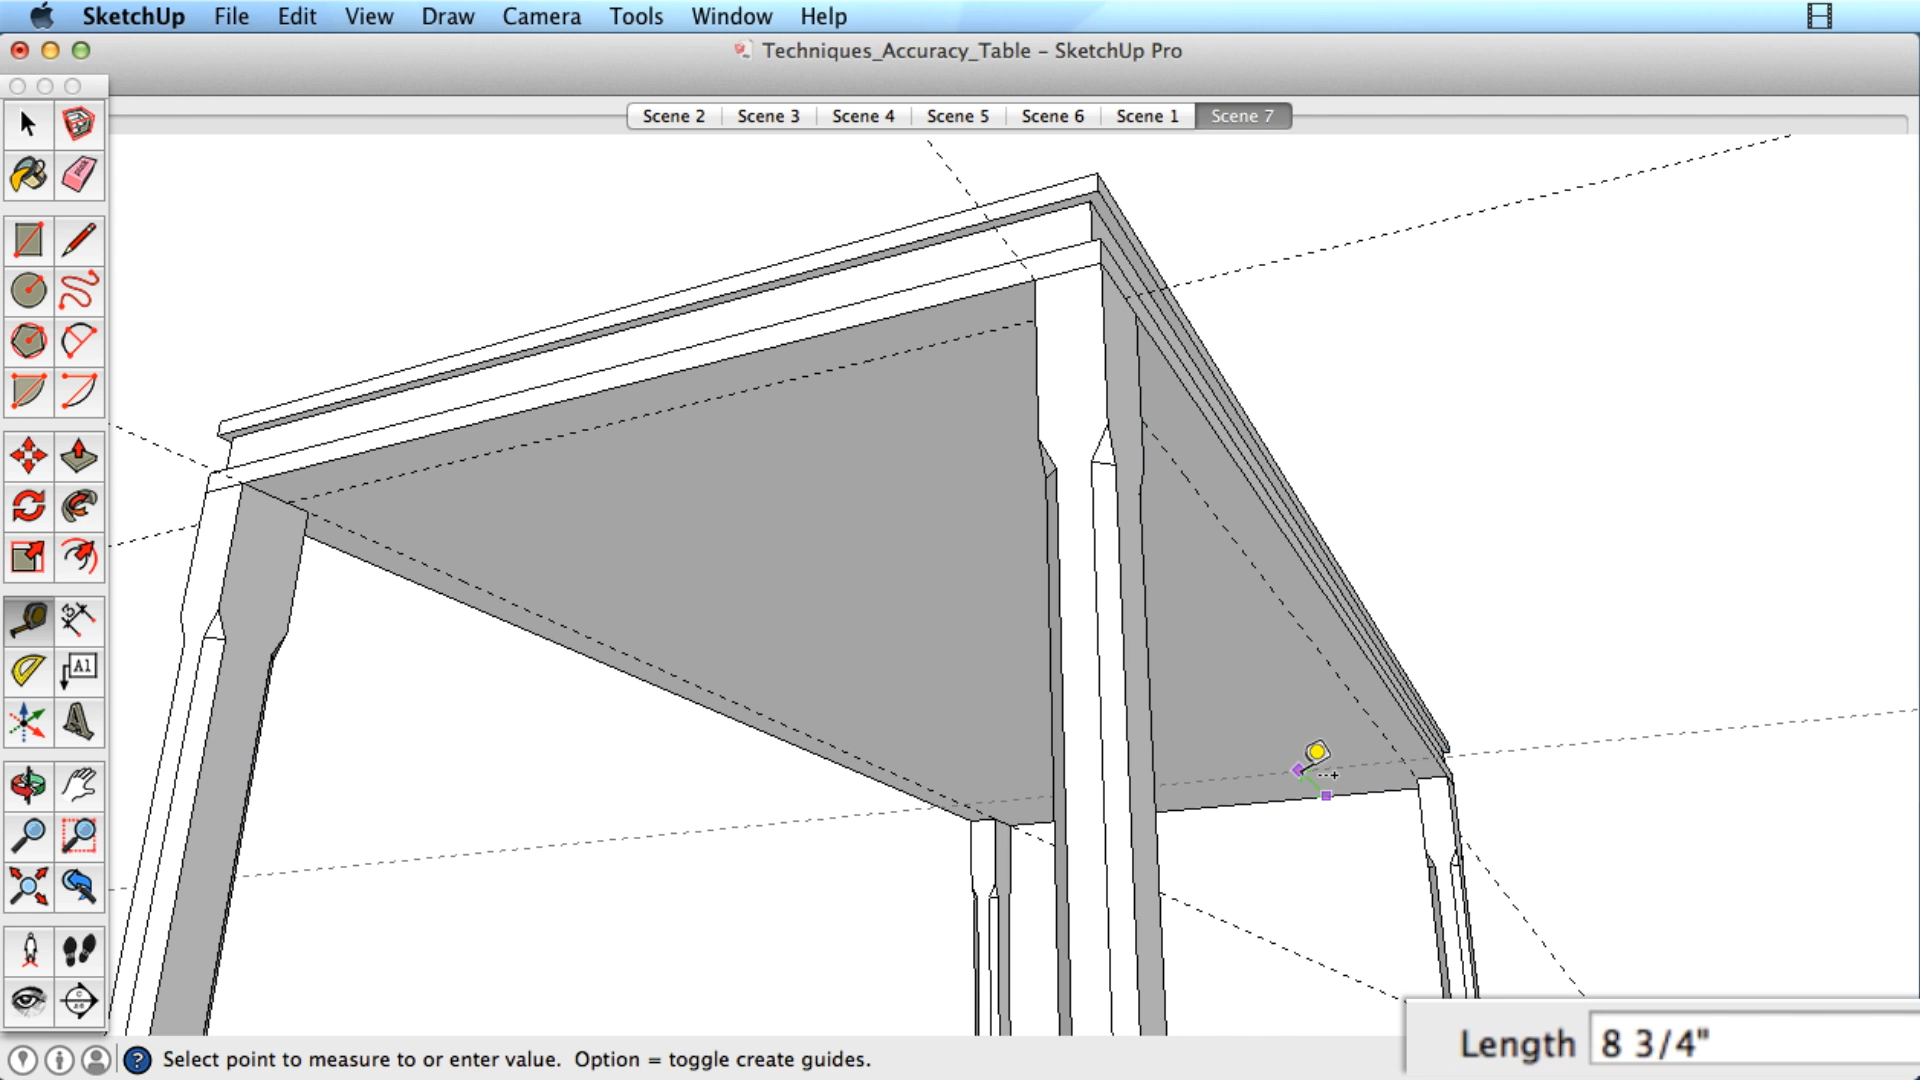 SketchUp File Edit View Draw Camera Tools Window Help
Techniques_Accuracy_Table – SketchUp Pro
Scene 2 Scene 3 Scene 4 Scene 5 Scene 6 Scene 1 Scene 7
A1
Length 8 3/4"
Select point to measure to or enter value. Option = toggle create guides.